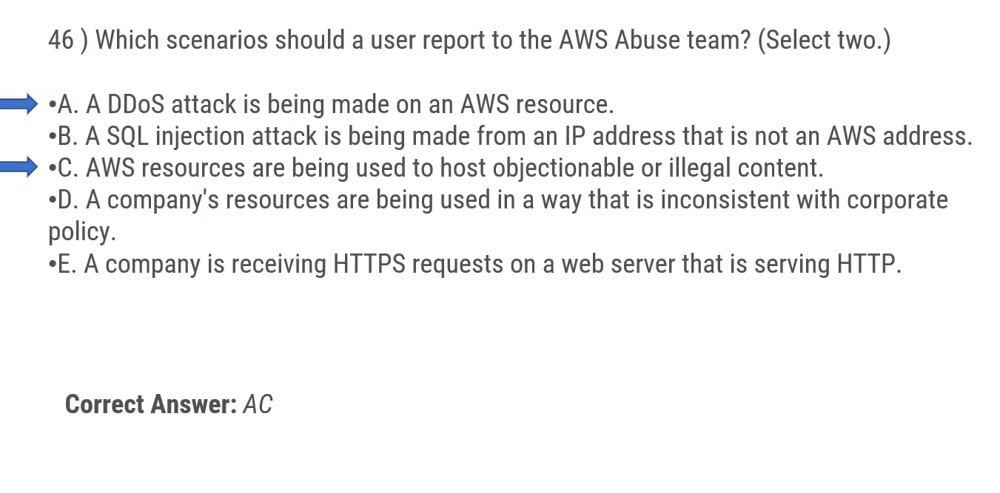 46 ) Which scenarios should a user report to the AWS Abuse team? (Select two.)
•A. A DDoS attack is being made on an AWS resource.
•B. A SQL injection attack is being made from an IP address that is not an AWS address.
•C. AWS resources are being used to host objectionable or illegal content.
•D. A company's resources are being used in a way that is inconsistent with corporate
policy.
•E. A company is receiving HTTPS requests on a web server that is serving HTTP.
Correct Answer: AC